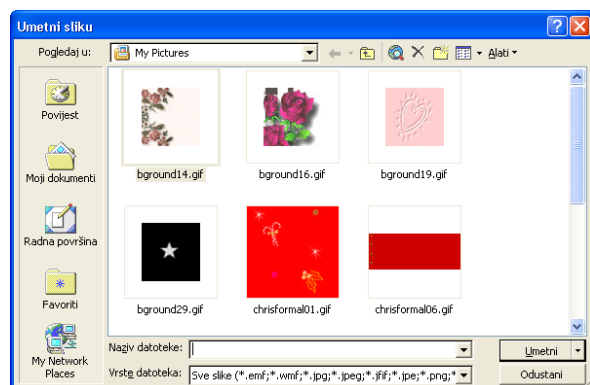 Umetni sliku
Pogledaj u:
My Pictures
Alati
Povijest
Moji dokumenti
Radna površina
Favoriti
My Network
Places
bground14.gif
bground16.gif
bground19.gif
bground29.gif
chrisformal01.gif
chrisformal06.gif
Naziv datoteke:
Umetni
Vrste datoteka:
Sve slike (*.emf;*.wmf;*.jpg;*.jpeg;*.jfif;*.jpe;*.png;*
Odustani